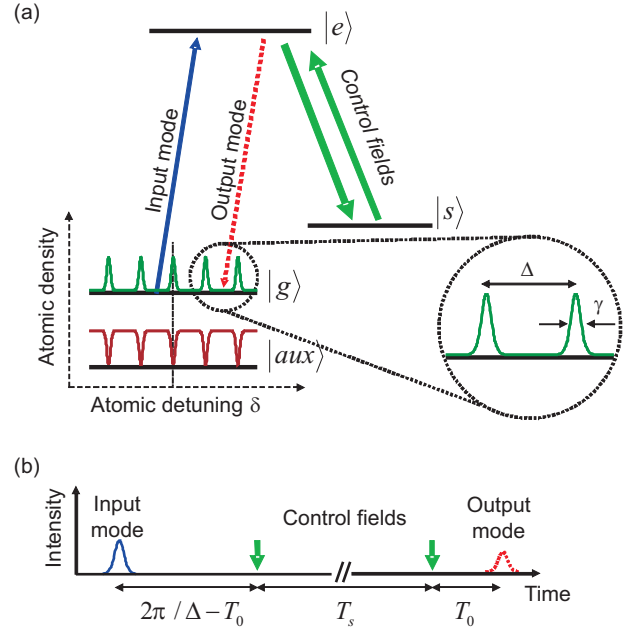 (a)
|e⟩
Input mode
Output mode
Control fields
|s⟩
Atomic density
|g⟩
|aux⟩
Atomic detuning δ
Δ
γ
(b)
Intensity
Input
mode
Control fields
Output
mode
Time
2π / Δ − T₀
Tₛ
T₀